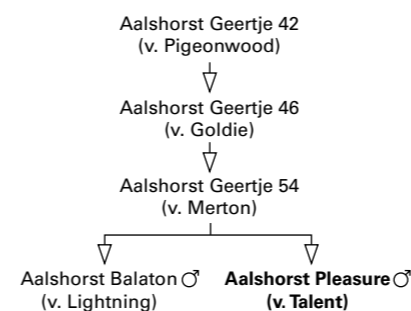 Aalshorst Geertje 42
(v. Pigeonwood)
Aalshorst Geertje 46
(v. Goldie)
Aalshorst Geertje 54
(v. Merton)
Aalshorst Balaton ♂ Aalshorst Pleasure ♂
(v. Lightning) (v. Talent)